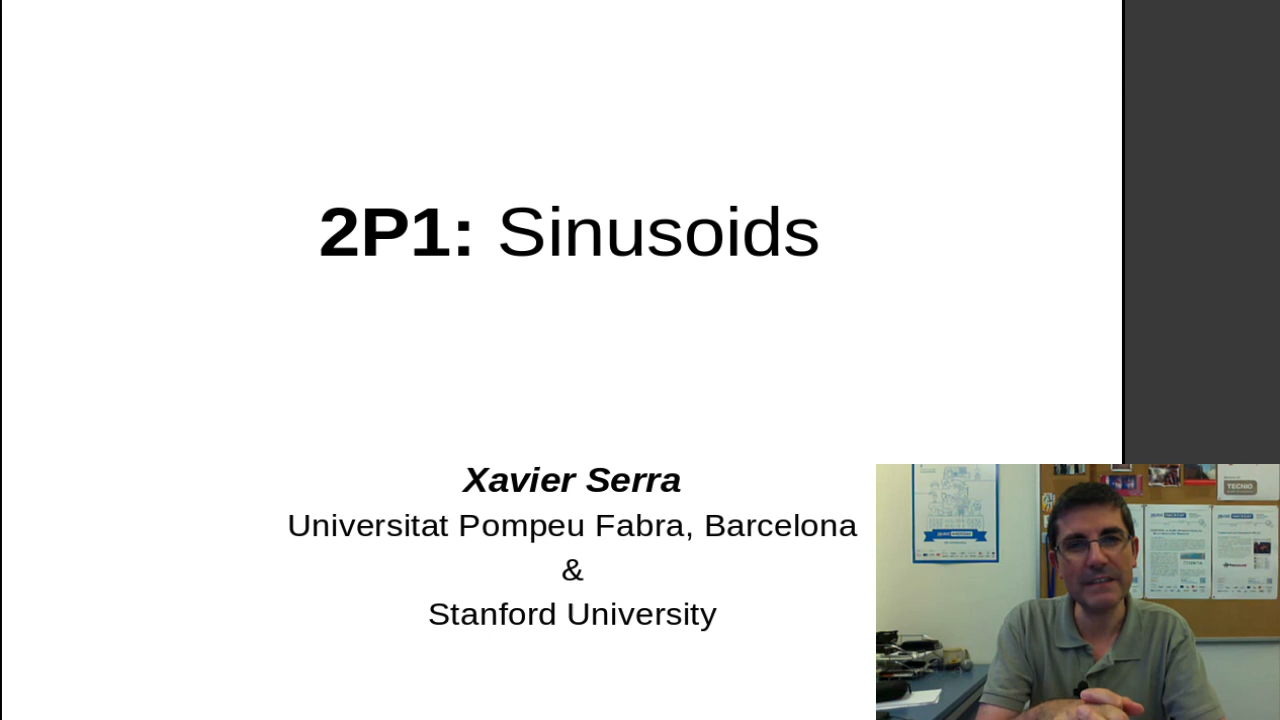 2P1: Sinusoids
Xavier Serra
Universitat Pompeu Fabra, Barcelona
&
Stanford University
TECNIO